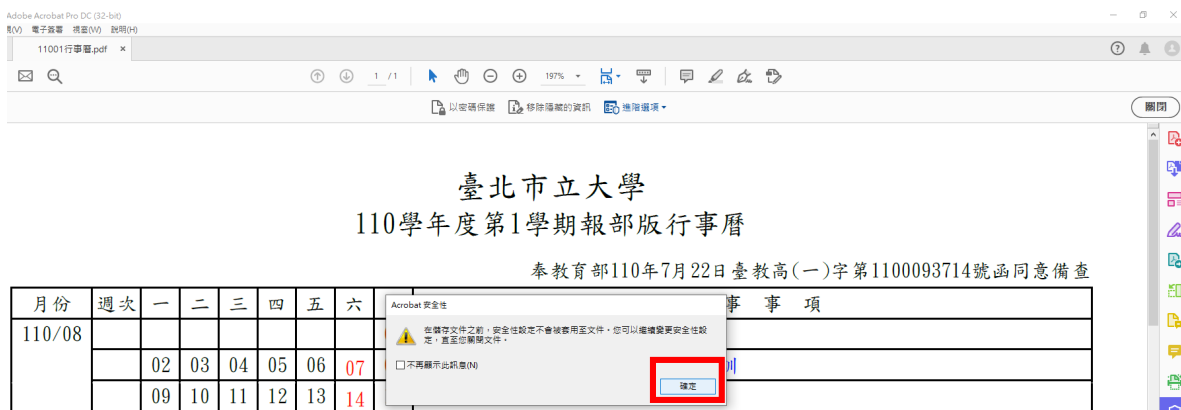 Adobe Acrobat Pro DC (32-bit)
視(V) 電子簽署 視窗(W) 說明(H)
11001行事曆.pdf ×
1 / 1 197%
以密碼保護 移除隱藏的資訊 進階選項
關閉
臺北市立大學
110學年度第1學期報部版行事曆
奉教育部110年7月22日臺教高(一)字第1100093714號函同意備查
月份 週次 一 二 三 四 五 六 事 事 項
110/08
02 03 04 05 06 07 訓
09 10 11 12 13 14
Acrobat 安全性
在儲存文件之前，安全性設定不會被套用至文件。您可以繼續變更安全性設
定，直至您關閉文件。
不再顯示此訊息(N)
確定